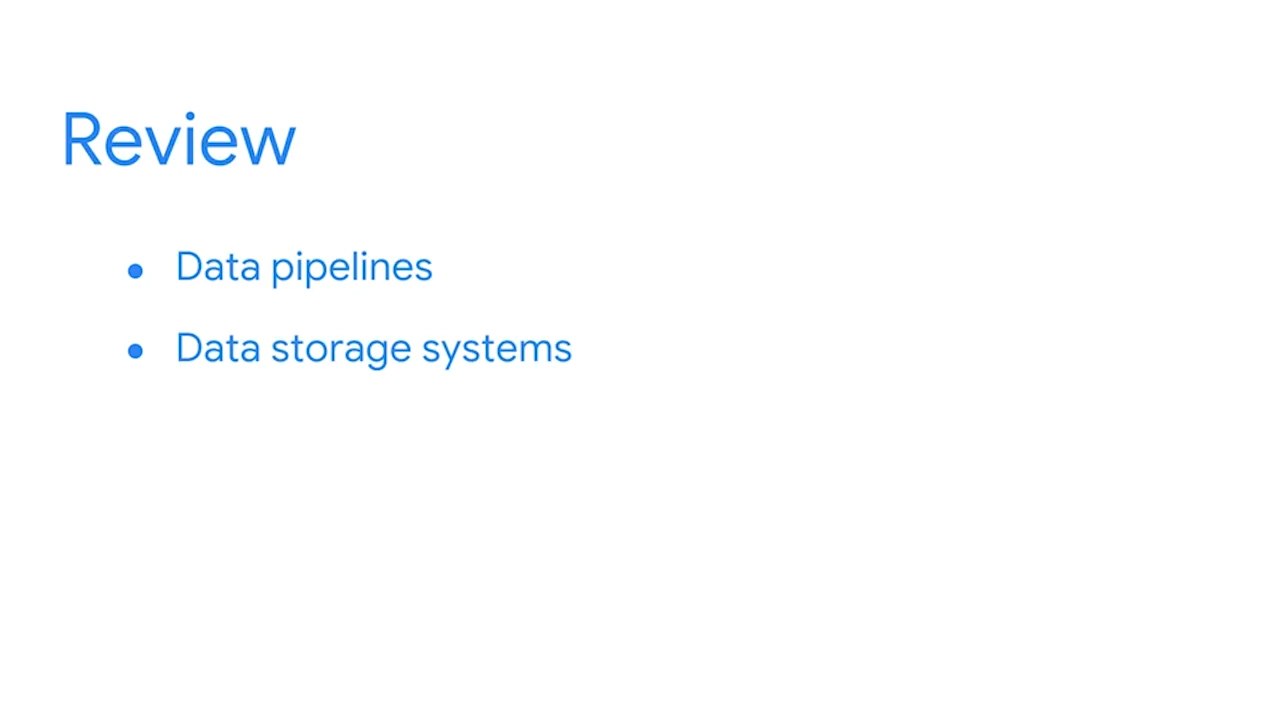 Review
• Data pipelines
• Data storage systems